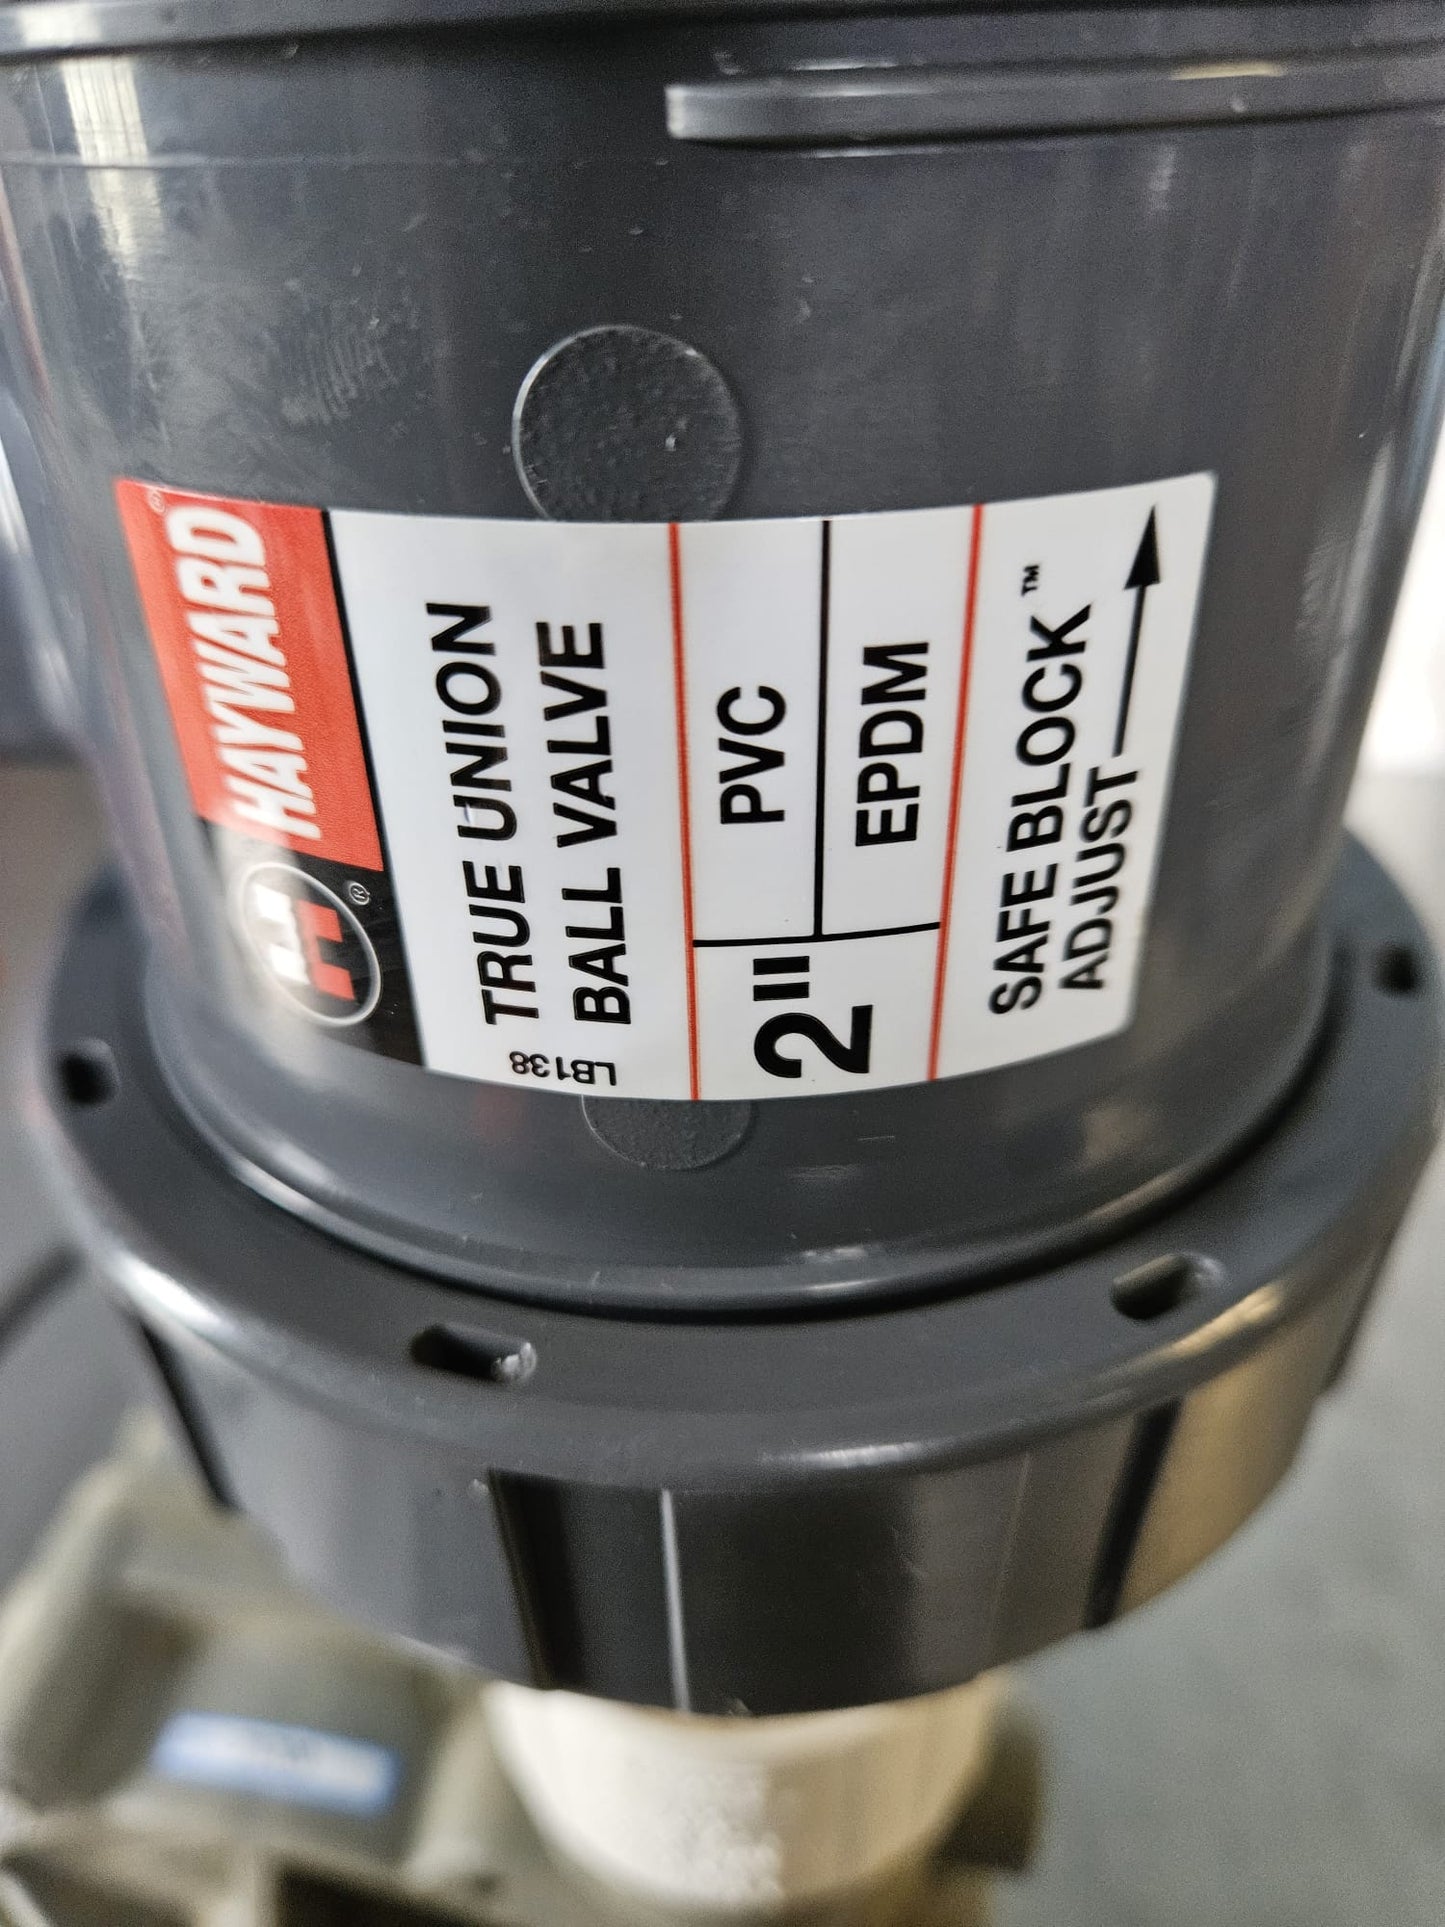 HAYWARD®
®
TRUE UNION
BALL VALVE
LB138
2"
PVC
EPDM
SAFE BLOCK™
ADJUST